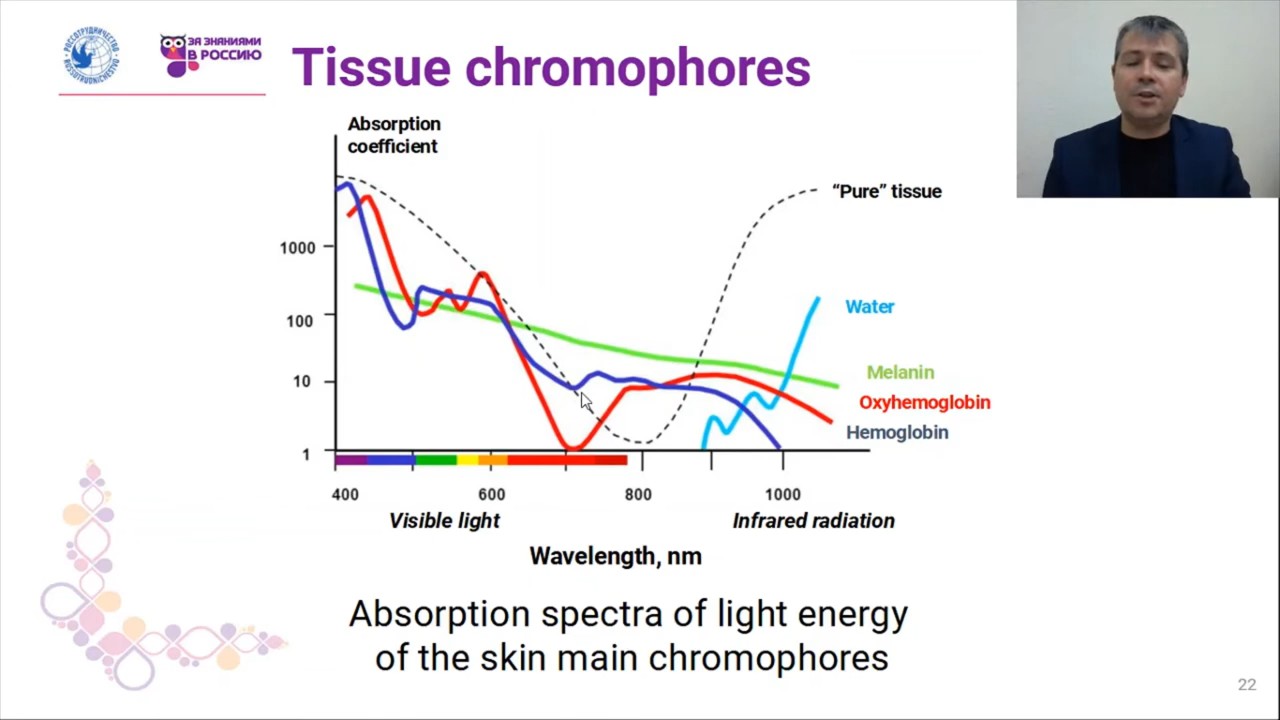 РОССОТРУДНИЧЕСТВО
ROSSOTRUDNICHESTVO
ЗА ЗНАНИЯМИ
В РОССИЮ
Tissue chromophores
Absorption
coefficient
"Pure" tissue
1000
Water
100
Melanin
10
Oxyhemoglobin
Hemoglobin
1
400
600
800
1000
Visible light
Infrared radiation
Wavelength, nm
Absorption spectra of light energy
of the skin main chromophores
22